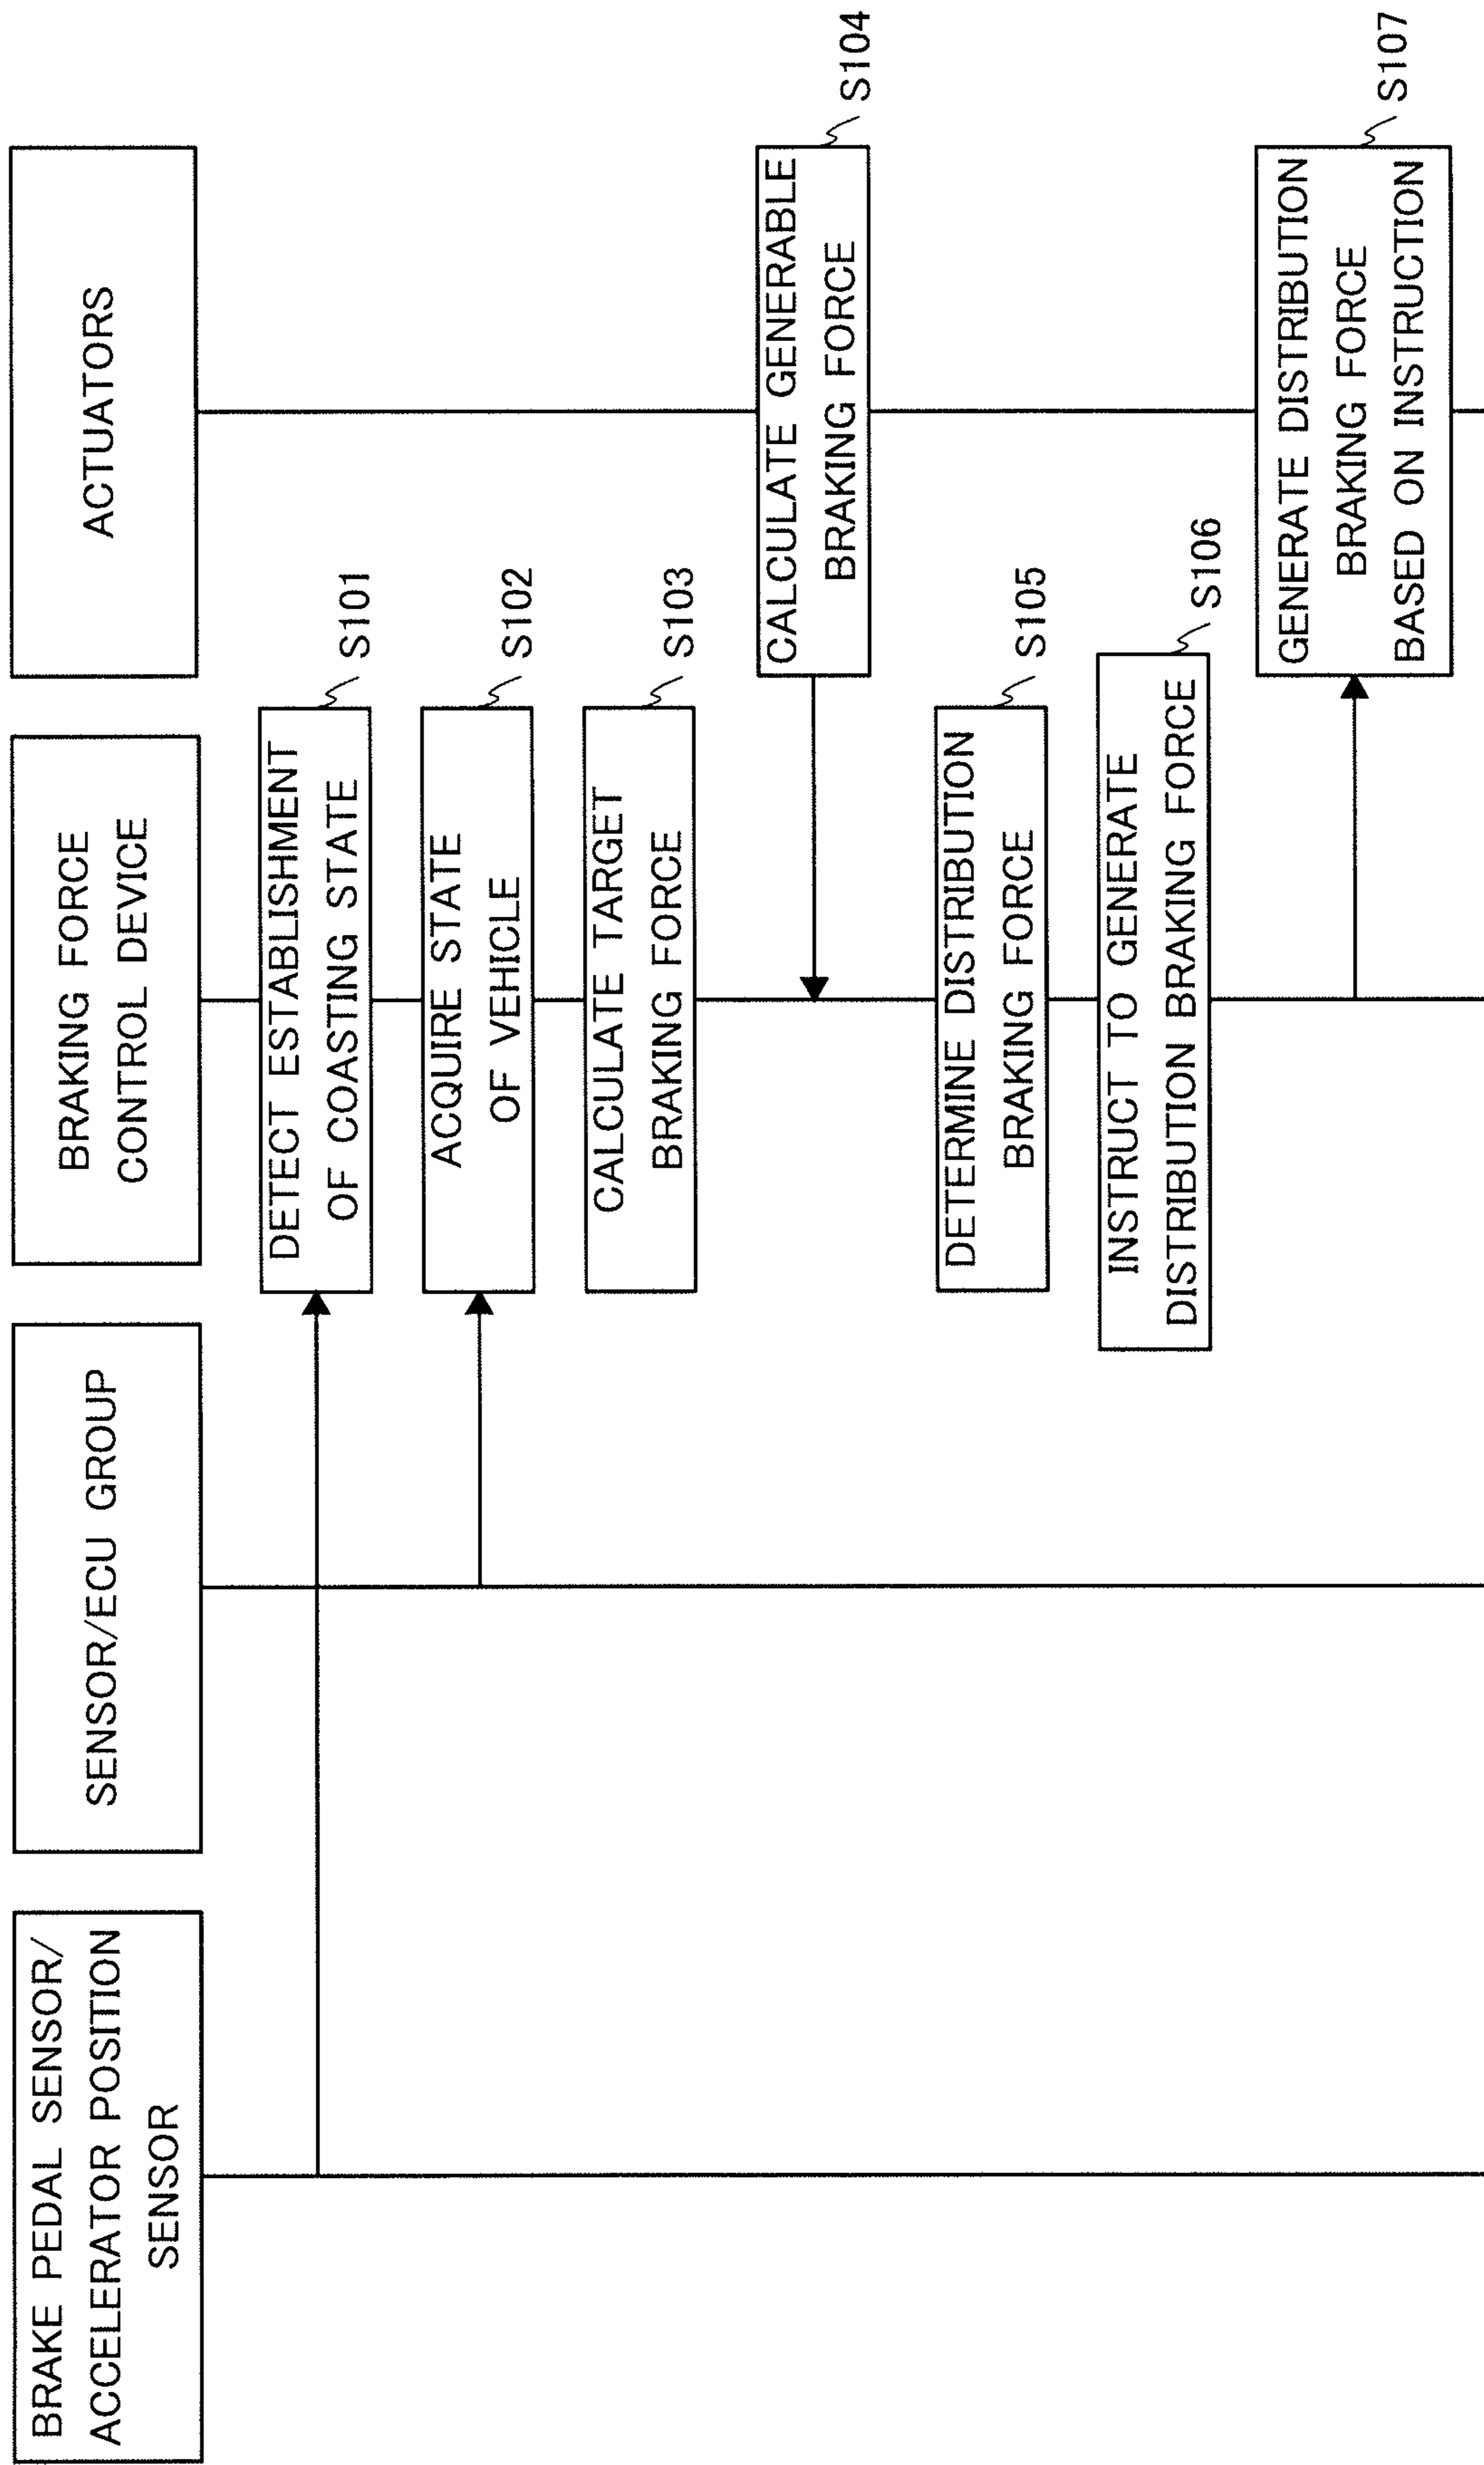 BRAKE PEDAL SENSOR/
ACCELERATOR POSITION
SENSOR
SENSOR/ECU GROUP
BRAKING FORCE
CONTROL DEVICE
ACTUATORS
DETECT ESTABLISHMENT
OF COASTING STATE
S101
ACQUIRE STATE
OF VEHICLE
S102
CALCULATE TARGET
BRAKING FORCE
S103
CALCULATE GENERABLE
BRAKING FORCE
S104
DETERMINE DISTRIBUTION
BRAKING FORCE
S105
INSTRUCT TO GENERATE
DISTRIBUTION BRAKING FORCE
S106
GENERATE DISTRIBUTION
BRAKING FORCE
BASED ON INSTRUCTION
S107